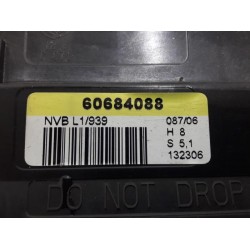 60684088
NVB L1/939
087/06
H 8
S 5,1
132306
DO NOT DROP